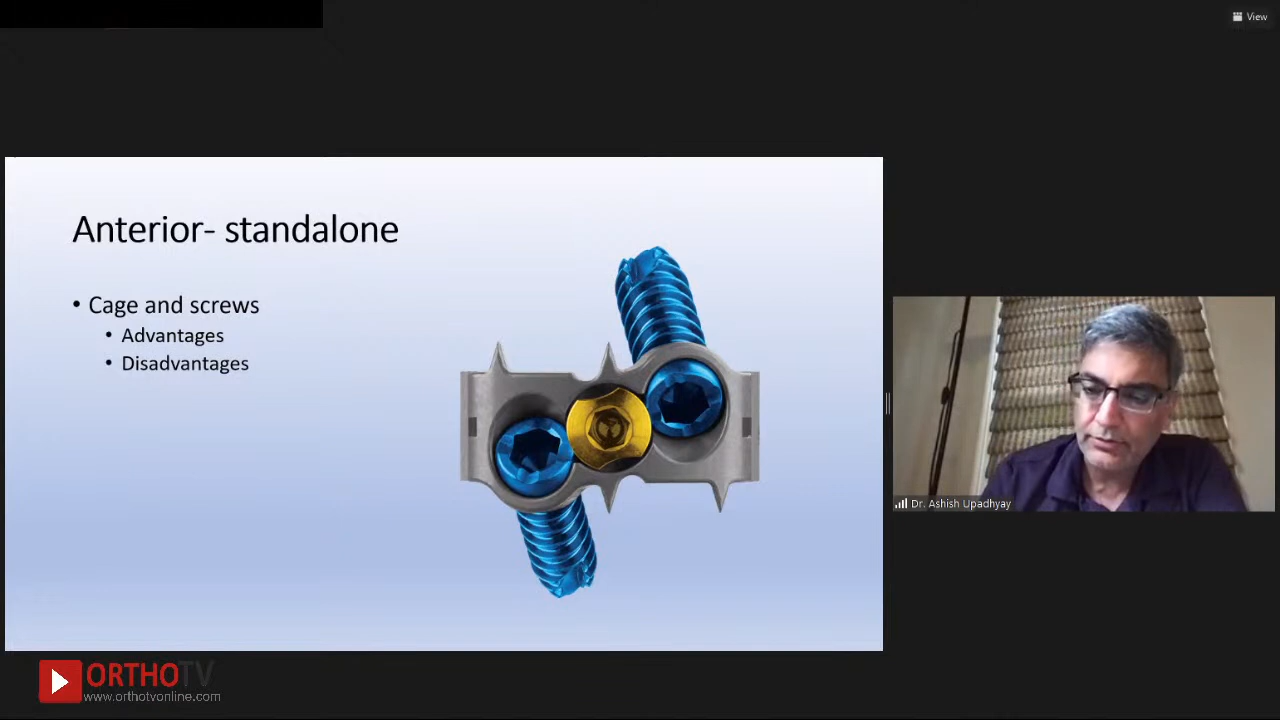 View
Anterior- standalone
• Cage and screws
• Advantages
• Disadvantages
Dr. Ashish Upadhyay
ORTHOTV
www.orthotvonline.com